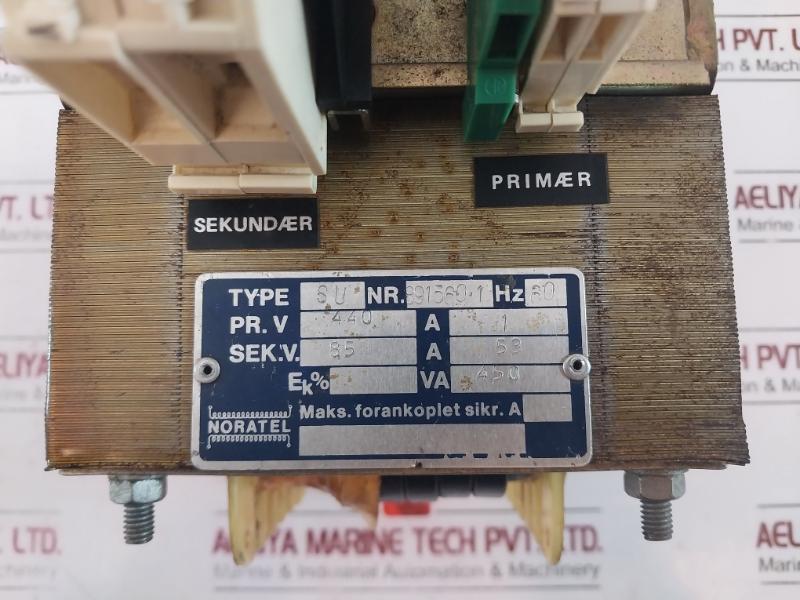 PRIMÆR
SEKUNDÆR
TYPE SU NR. 891569-1 Hz 60
PR. V 440 A 1
SEK.V. 85 A 53
Ek% VA 450
NORATEL Maks. forankoplet sikr. A
AELIYA MARINE TECH PVT. LTD.
Marine & Industrial Automation & Machinery